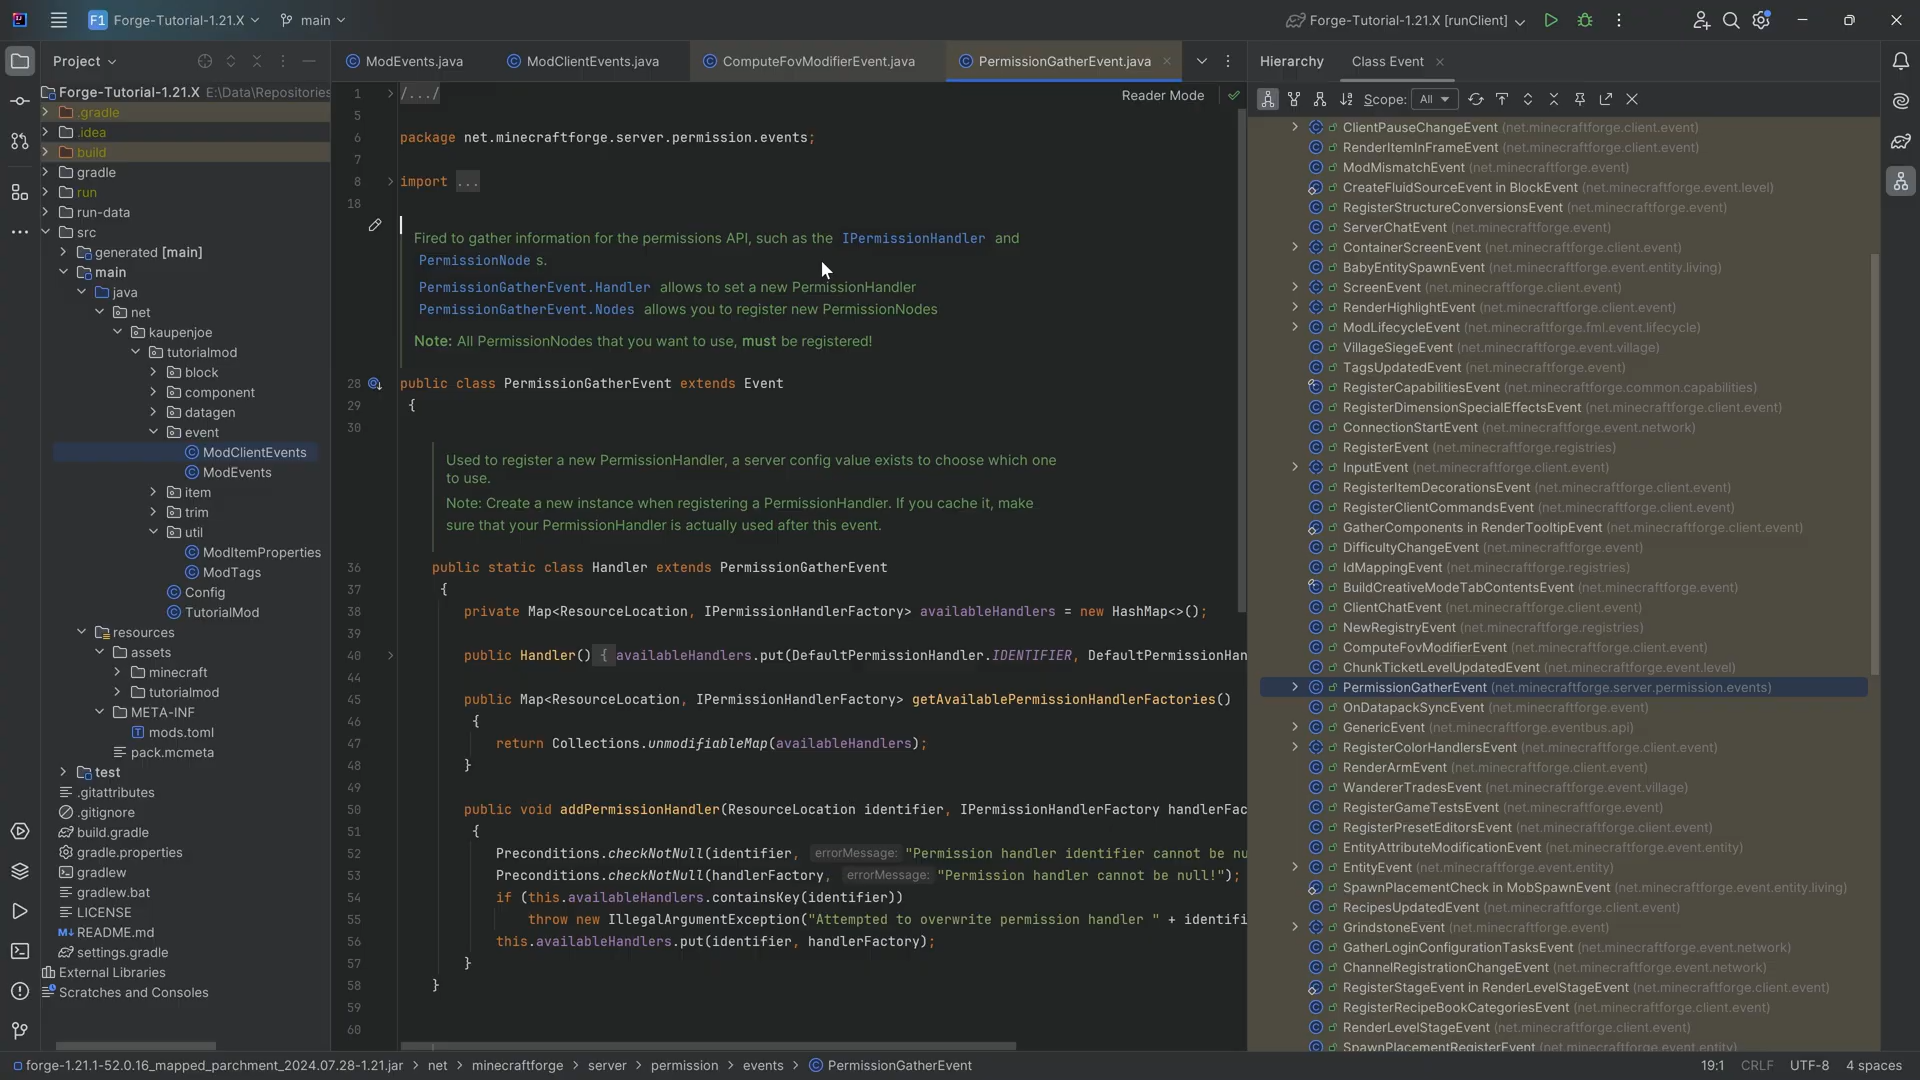 F1 Forge-Tutorial-1.21.X
main
Forge-Tutorial-1.21.X [runClient]
Project
Forge-Tutorial-1.21.X E:\Data\Repositories
.gradle
.idea
build
gradle
run
run-data
src
generated [main]
main
java
net
kaupenjoe
tutorialmod
block
component
datagen
event
ModClientEvents
ModEvents
item
trim
util
ModItemProperties
ModTags
Config
TutorialMod
resources
assets
minecraft
tutorialmod
META-INF
mods.toml
pack.mcmeta
test
.gitattributes
.gitignore
build.gradle
gradle.properties
gradlew
gradlew.bat
LICENSE
README.md
settings.gradle
External Libraries
Scratches and Consoles
ModEvents.java
ModClientEvents.java
ComputeFovModifierEvent.java
PermissionGatherEvent.java
Reader Mode
1 /.../
5
6 package net.minecraftforge.server.permission.events;
7
8 import ...
18
Fired to gather information for the permissions API, such as the IPermissionHandler and
PermissionNode s.
PermissionGatherEvent.Handler allows to set a new PermissionHandler
PermissionGatherEvent.Nodes allows you to register new PermissionNodes
Note: All PermissionNodes that you want to use, must be registered!
28 public class PermissionGatherEvent extends Event
29 {
30
Used to register a new PermissionHandler, a server config value exists to choose which one
to use.
Note: Create a new instance when registering a PermissionHandler. If you cache it, make
sure that your PermissionHandler is actually used after this event.
36 public static class Handler extends PermissionGatherEvent
37 {
38 private Map<ResourceLocation, IPermissionHandlerFactory> availableHandlers = new HashMap<>();
39
40 public Handler() { availableHandlers.put(DefaultPermissionHandler.IDENTIFIER, DefaultPermissionHan
44
45 public Map<ResourceLocation, IPermissionHandlerFactory> getAvailablePermissionHandlerFactories()
46 {
47 return Collections.unmodifiableMap(availableHandlers);
48 }
49
50 public void addPermissionHandler(ResourceLocation identifier, IPermissionHandlerFactory handlerFac
51 {
52 Preconditions.checkNotNull(identifier, errorMessage: "Permission handler identifier cannot be nu
53 Preconditions.checkNotNull(handlerFactory, errorMessage: "Permission handler cannot be null!");
54 if (this.availableHandlers.containsKey(identifier))
55 throw new IllegalArgumentException("Attempted to overwrite permission handler " + identifi
56 this.availableHandlers.put(identifier, handlerFactory);
57 }
58 }
59
60
Hierarchy
Class Event
Scope: All
ClientPauseChangeEvent (net.minecraftforge.client.event)
RenderItemInFrameEvent (net.minecraftforge.client.event)
ModMismatchEvent (net.minecraftforge.event)
CreateFluidSourceEvent in BlockEvent (net.minecraftforge.event.level)
RegisterStructureConversionsEvent (net.minecraftforge.event)
ServerChatEvent (net.minecraftforge.event)
ContainerScreenEvent (net.minecraftforge.client.event)
BabyEntitySpawnEvent (net.minecraftforge.event.entity.living)
ScreenEvent (net.minecraftforge.client.event)
RenderHighlightEvent (net.minecraftforge.client.event)
ModLifecycleEvent (net.minecraftforge.fml.event.lifecycle)
VillageSiegeEvent (net.minecraftforge.event.village)
TagsUpdatedEvent (net.minecraftforge.event)
RegisterCapabilitiesEvent (net.minecraftforge.common.capabilities)
RegisterDimensionSpecialEffectsEvent (net.minecraftforge.client.event)
ConnectionStartEvent (net.minecraftforge.event.network)
RegisterEvent (net.minecraftforge.registries)
InputEvent (net.minecraftforge.client.event)
RegisterItemDecorationsEvent (net.minecraftforge.client.event)
RegisterClientCommandsEvent (net.minecraftforge.client.event)
GatherComponents in RenderTooltipEvent (net.minecraftforge.client.event)
DifficultyChangeEvent (net.minecraftforge.event)
IdMappingEvent (net.minecraftforge.registries)
BuildCreativeModeTabContentsEvent (net.minecraftforge.event)
ClientChatEvent (net.minecraftforge.client.event)
NewRegistryEvent (net.minecraftforge.registries)
ComputeFovModifierEvent (net.minecraftforge.client.event)
ChunkTicketLevelUpdatedEvent (net.minecraftforge.event.level)
PermissionGatherEvent (net.minecraftforge.server.permission.events)
OnDatapackSyncEvent (net.minecraftforge.event)
GenericEvent (net.minecraftforge.eventbus.api)
RegisterColorHandlersEvent (net.minecraftforge.client.event)
RenderArmEvent (net.minecraftforge.client.event)
WandererTradesEvent (net.minecraftforge.event.village)
RegisterGameTestsEvent (net.minecraftforge.event)
RegisterPresetEditorsEvent (net.minecraftforge.client.event)
EntityAttributeModificationEvent (net.minecraftforge.event.entity)
EntityEvent (net.minecraftforge.event.entity)
SpawnPlacementCheck in MobSpawnEvent (net.minecraftforge.event.entity.living)
RecipesUpdatedEvent (net.minecraftforge.client.event)
GrindstoneEvent (net.minecraftforge.event)
GatherLoginConfigurationTasksEvent (net.minecraftforge.event.network)
ChannelRegistrationChangeEvent (net.minecraftforge.event.network)
RegisterStageEvent in RenderLevelStageEvent (net.minecraftforge.client.event)
RegisterRecipeBookCategoriesEvent (net.minecraftforge.client.event)
RenderLevelStageEvent (net.minecraftforge.client.event)
SpawnPlacementRegisterEvent (net.minecraftforge.event.entity)
forge-1.21.1-52.0.16_mapped_parchment_2024.07.28-1.21.jar > net > minecraftforge > server > permission > events > PermissionGatherEvent
19:1 CRLF UTF-8 4 spaces